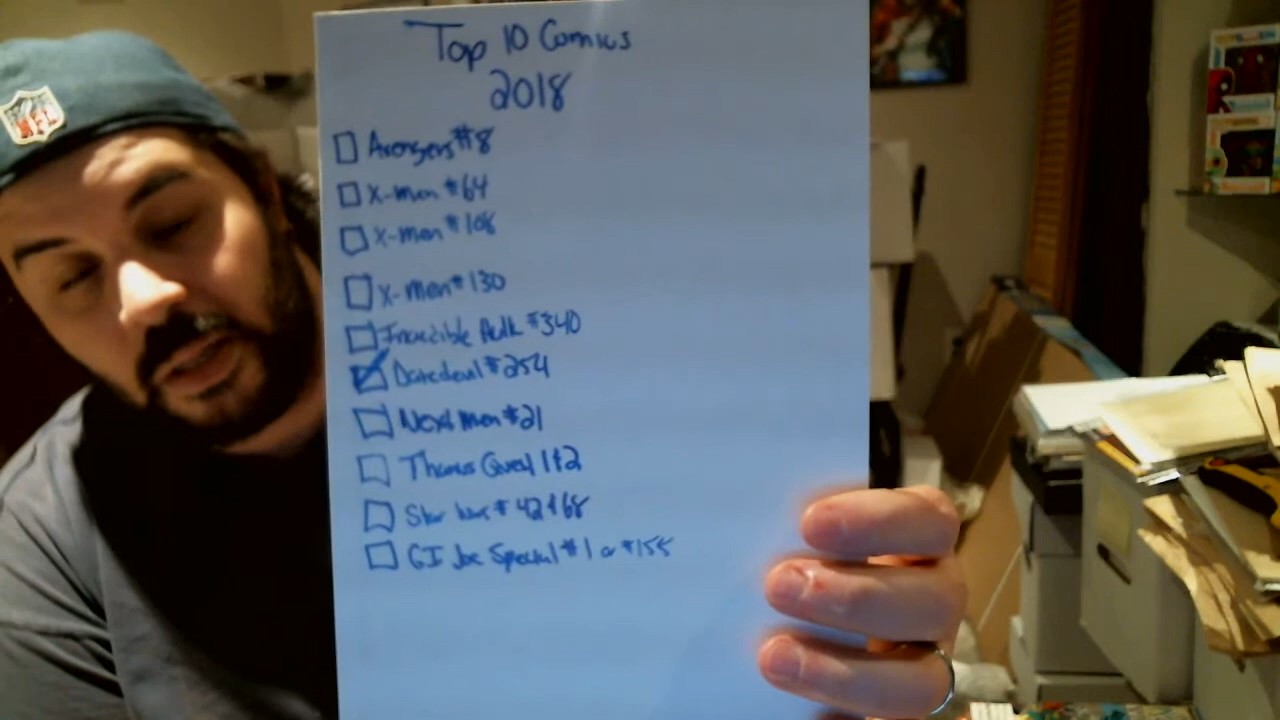 Top 10 Comics
2018
Avengers #8
X-Men #64
X-Men #108
X-Men #130
Incredible Hulk #340
Daredevil #254
Next Men #21
Thanos Quest 1 & 2
Star Wars # 42 & 68
GI Joe Special #1 or #155
NFL